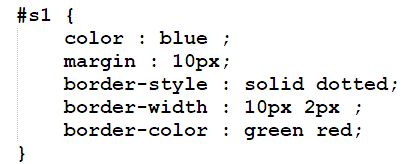 #s1 {
    color : blue ;
    margin : 10px;
    border-style : solid dotted;
    border-width : 10px 2px ;
    border-color : green red;
}